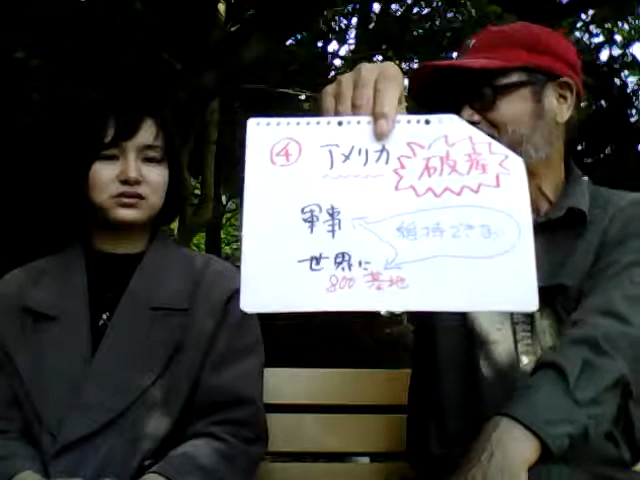 ④ アメリカ 破産
軍事 維持できない
世界に
800 基地